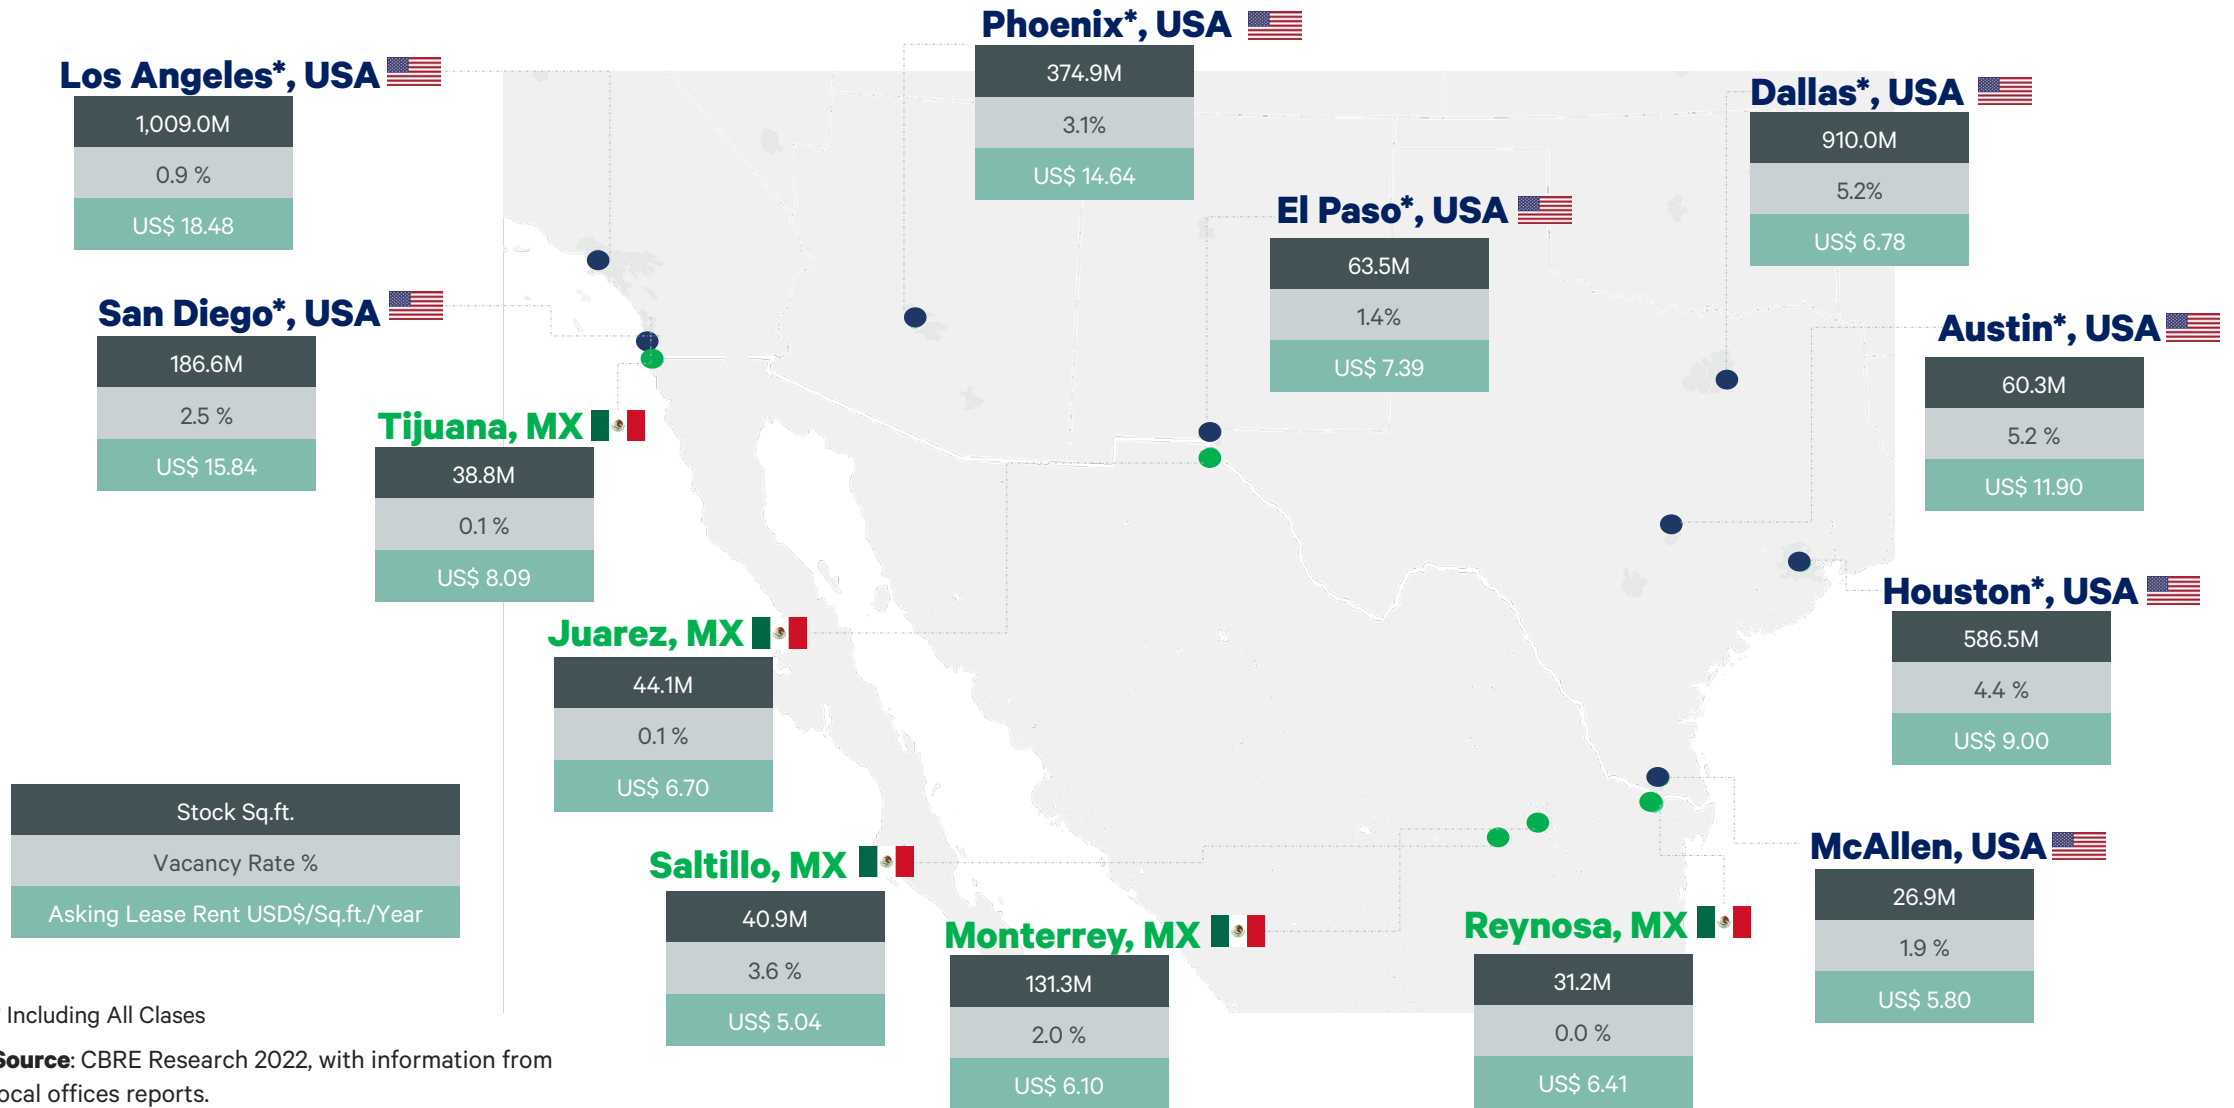 Phoenix*, USA
374.9M
3.1%
US$ 14.64
Los Angeles*, USA
1,009.0M
0.9 %
US$ 18.48
Dallas*, USA
910.0M
5.2%
US$ 6.78
El Paso*, USA
63.5M
1.4%
US$ 7.39
San Diego*, USA
186.6M
2.5 %
US$ 15.84
Austin*, USA
60.3M
5.2 %
US$ 11.90
Tijuana, MX
38.8M
0.1 %
US$ 8.09
Houston*, USA
586.5M
4.4 %
US$ 9.00
Juarez, MX
44.1M
0.1 %
US$ 6.70
Stock Sq.ft.
Vacancy Rate %
Asking Lease Rent USD$/Sq.ft./Year
Saltillo, MX
40.9M
3.6 %
US$ 5.04
Monterrey, MX
131.3M
2.0 %
US$ 6.10
Reynosa, MX
31.2M
0.0 %
US$ 6.41
McAllen, USA
26.9M
1.9 %
US$ 5.80
* Including All Clases
Source: CBRE Research 2022, with information from
local offices reports.